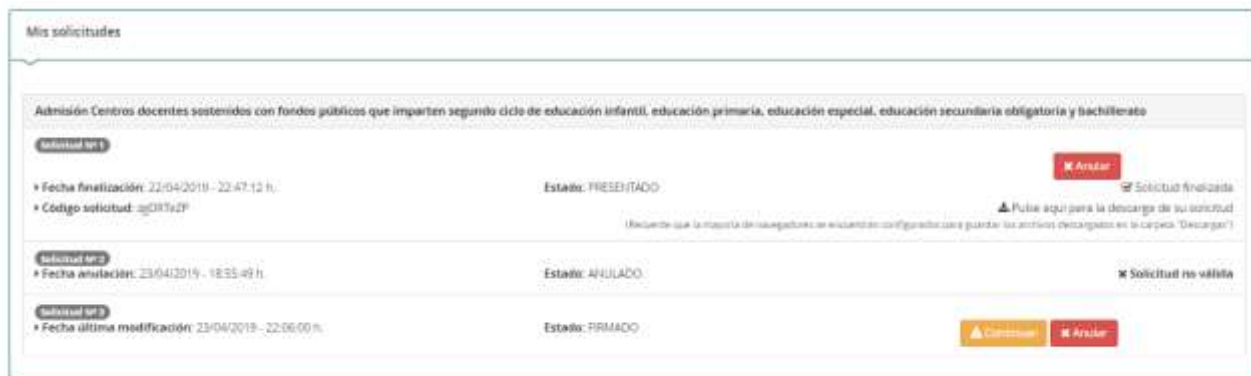 Mis solicitudes
Admisión Centros docentes sostenidos con fondos públicos que imparten segundo ciclo de educación infantil, educación primaria, educación especial, educación secundaria obligatoria y bachillerato
Solicitud Nº 1
Anular
Fecha finalización: 22/04/2019 - 22:47:12 h. Estado: PRESENTADO Solicitud finalizada
Código solicitud: Pulse aquí para la descarga de su solicitud
(Recuerde que la mayoría de navegadores se encuentran configurados para guardar los archivos descargados en la carpeta "Descargas")
Solicitud Nº 2
Fecha anulación: 23/04/2019 - 18:55:49 h. Estado: ANULADO Solicitud no válida
Solicitud Nº 3
Fecha última modificación: 23/04/2019 - 22:06:00 h. Estado: FIRMADO Continuar Anular